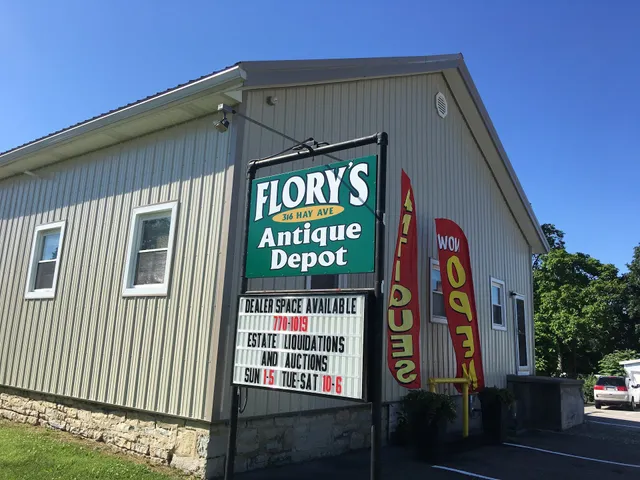 FLORY'S
316 HAY AVE
Antique
Depot
DEALER SPACE AVAILABLE
770-1019
ESTATE LIQUIDATIONS
AND AUCTIONS
SUN 1-5 TUE-SAT 10-6
ANTIQUES
NOW
OPEN